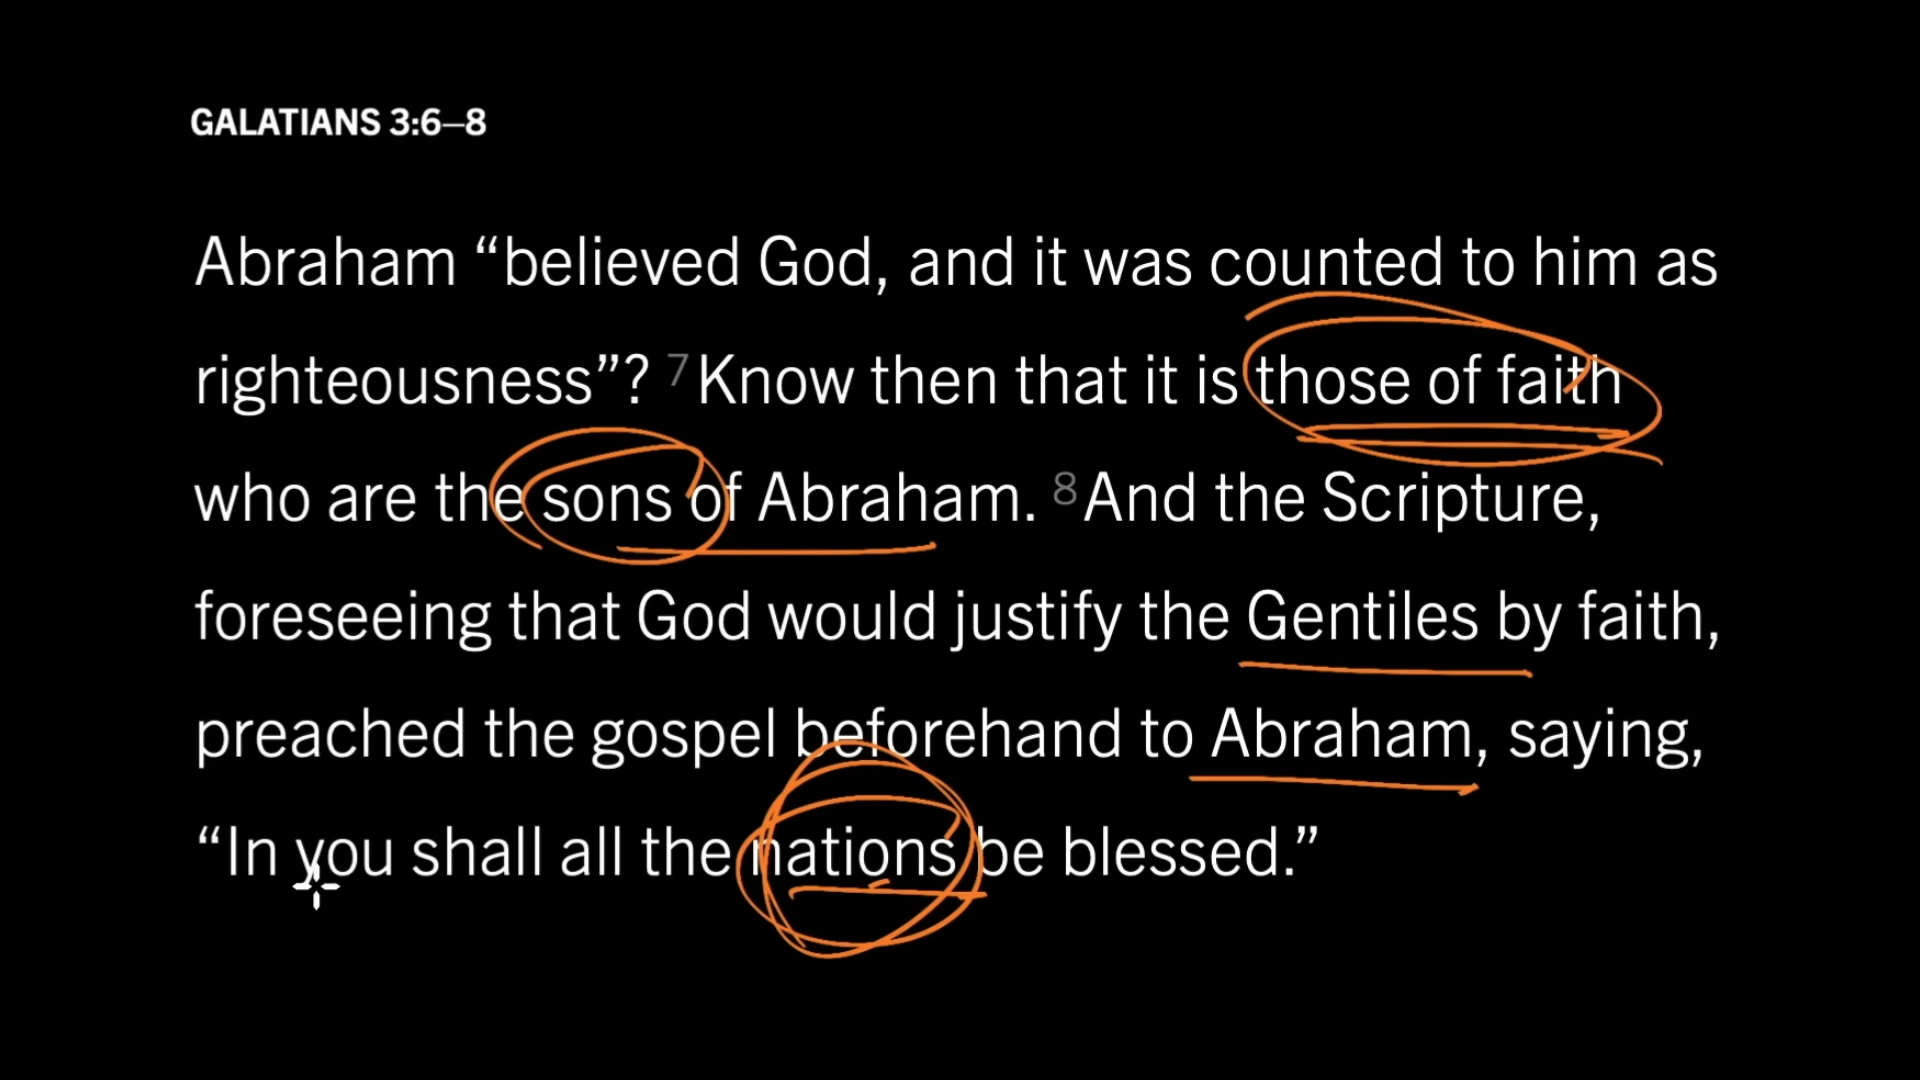 GALATIANS 3:6–8
Abraham “believed God, and it was counted to him as
righteousness”? 7 Know then that it is those of faith
who are the sons of Abraham. 8 And the Scripture,
foreseeing that God would justify the Gentiles by faith,
preached the gospel beforehand to Abraham, saying,
“In you shall all the nations be blessed.”